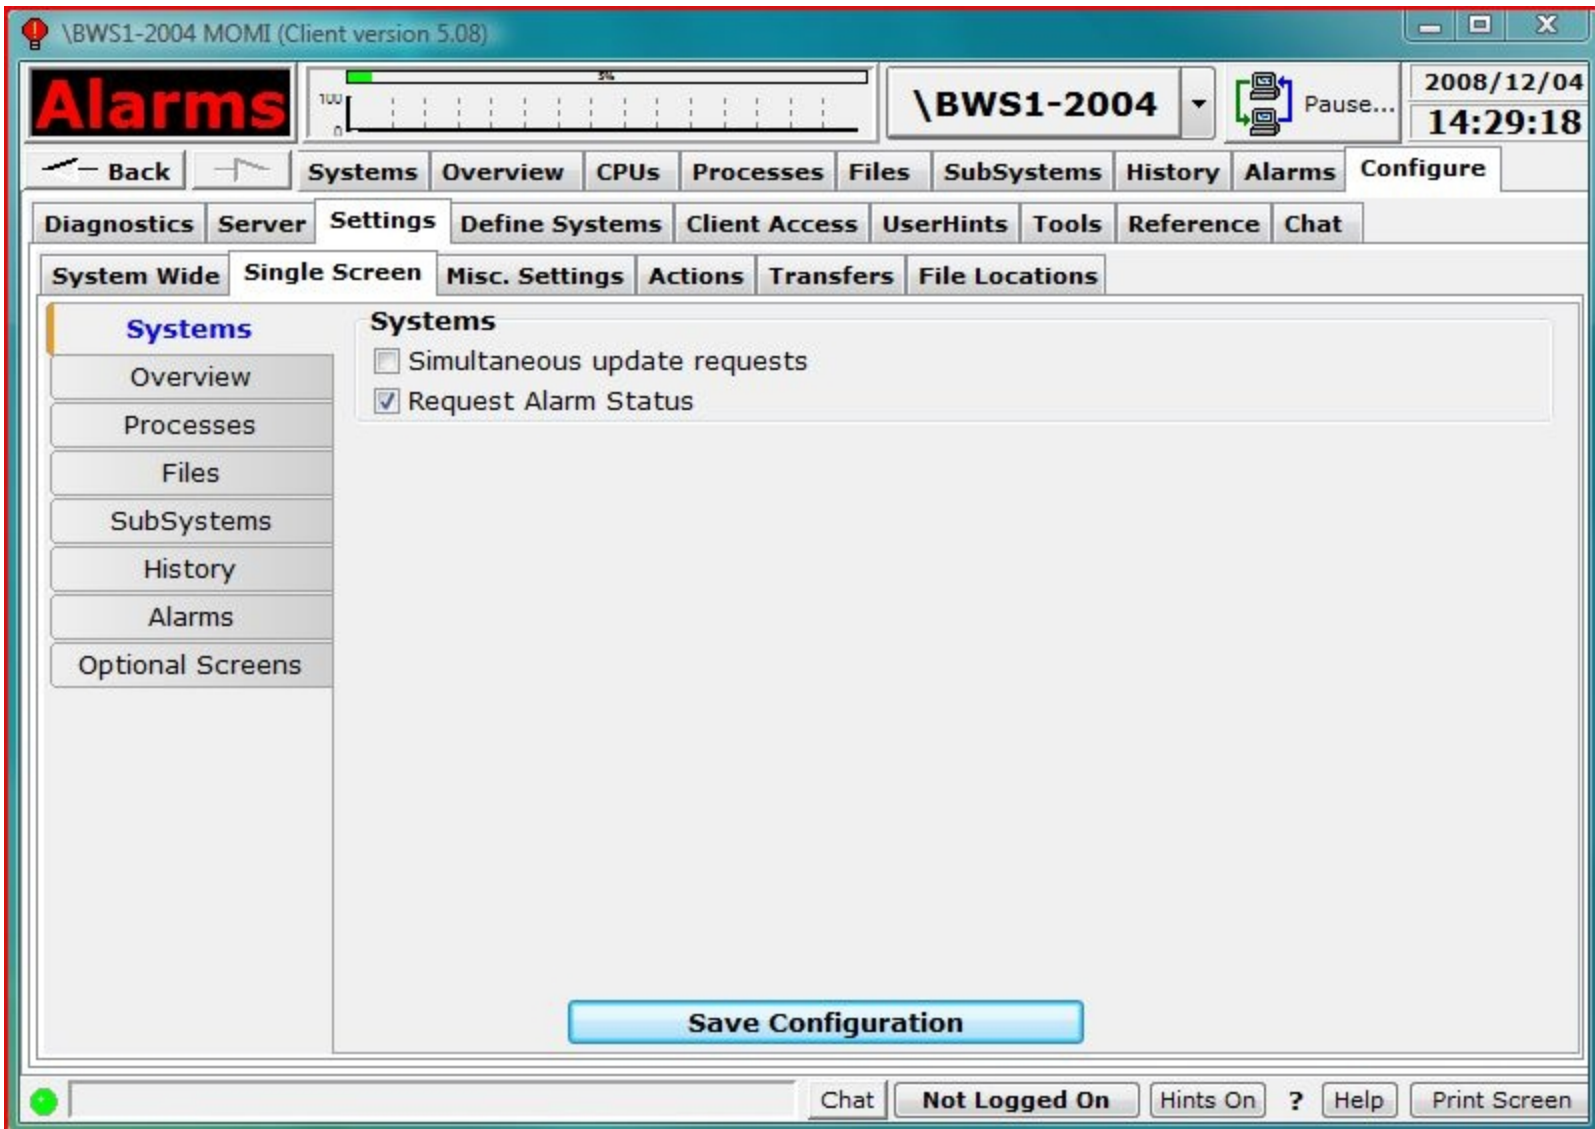 \BWS1-2004 MOMI (Client version 5.08)
Alarms
5%
100
0
\BWS1-2004
Pause...
2008/12/04
14:29:18
Back
Systems Overview CPUs Processes Files SubSystems History Alarms Configure
Diagnostics Server Settings Define Systems Client Access UserHints Tools Reference Chat
System Wide Single Screen Misc. Settings Actions Transfers File Locations
Systems
Overview
Processes
Files
SubSystems
History
Alarms
Optional Screens
Systems
Simultaneous update requests
Request Alarm Status
Save Configuration
Chat Not Logged On Hints On ? Help Print Screen